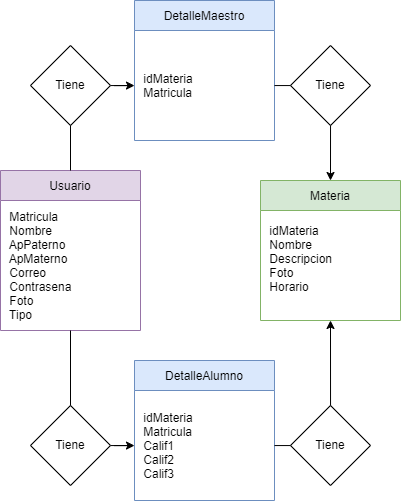 DetalleMaestro
idMateria
Matricula
Tiene
Tiene
Usuario
Matricula
Nombre
ApPaterno
ApMaterno
Correo
Contrasena
Foto
Tipo
Materia
idMateria
Nombre
Descripcion
Foto
Horario
DetalleAlumno
idMateria
Matricula
Calif1
Calif2
Calif3
Tiene
Tiene